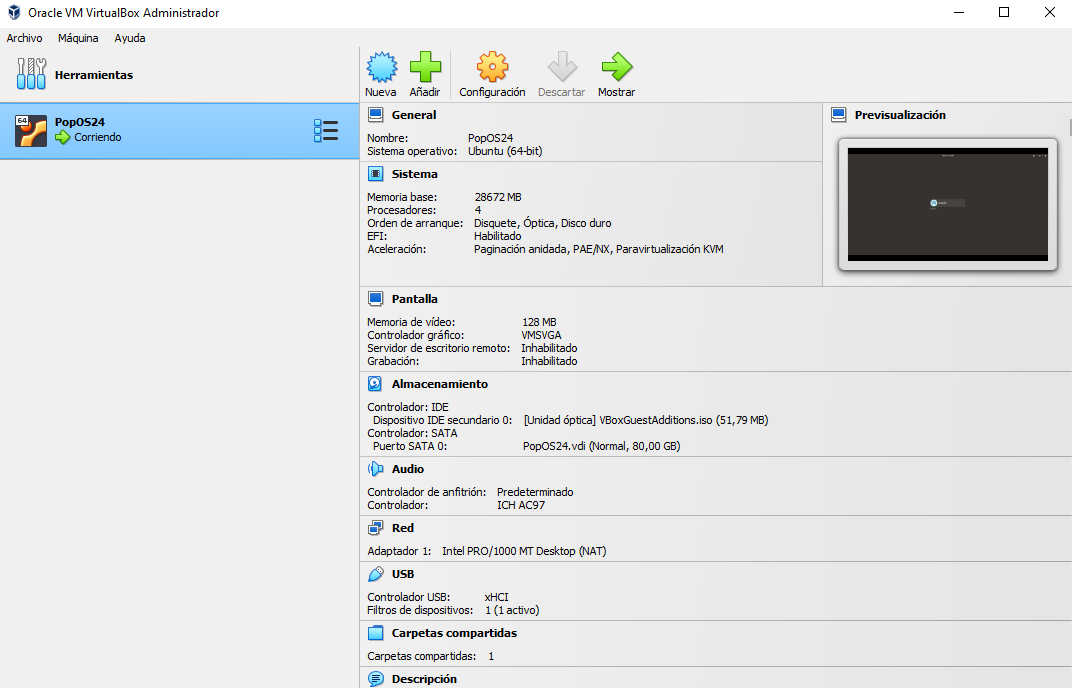 Oracle VM VirtualBox Administrador
Archivo Máquina Ayuda
Herramientas
64
PopOS24
Corriendo
Nueva Añadir Configuración Descartar Mostrar
General
Nombre: PopOS24
Sistema operativo: Ubuntu (64-bit)
Previsualización
Sistema
Memoria base: 28672 MB
Procesadores: 4
Orden de arranque: Disquete, Óptica, Disco duro
EFI: Habilitado
Aceleración: Paginación anidada, PAE/NX, Paravirtualización KVM
Pantalla
Memoria de vídeo: 128 MB
Controlador gráfico: VMSVGA
Servidor de escritorio remoto: Inhabilitado
Grabación: Inhabilitado
Almacenamiento
Controlador: IDE
Dispositivo IDE secundario 0: [Unidad óptica] VBoxGuestAdditions.iso (51,79 MB)
Controlador: SATA
Puerto SATA 0: PopOS24.vdi (Normal, 80,00 GB)
Audio
Controlador de anfitrión: Predeterminado
Controlador: ICH AC97
Red
Adaptador 1: Intel PRO/1000 MT Desktop (NAT)
USB
Controlador USB: xHCI
Filtros de dispositivos: 1 (1 activo)
Carpetas compartidas
Carpetas compartidas: 1
Descripción